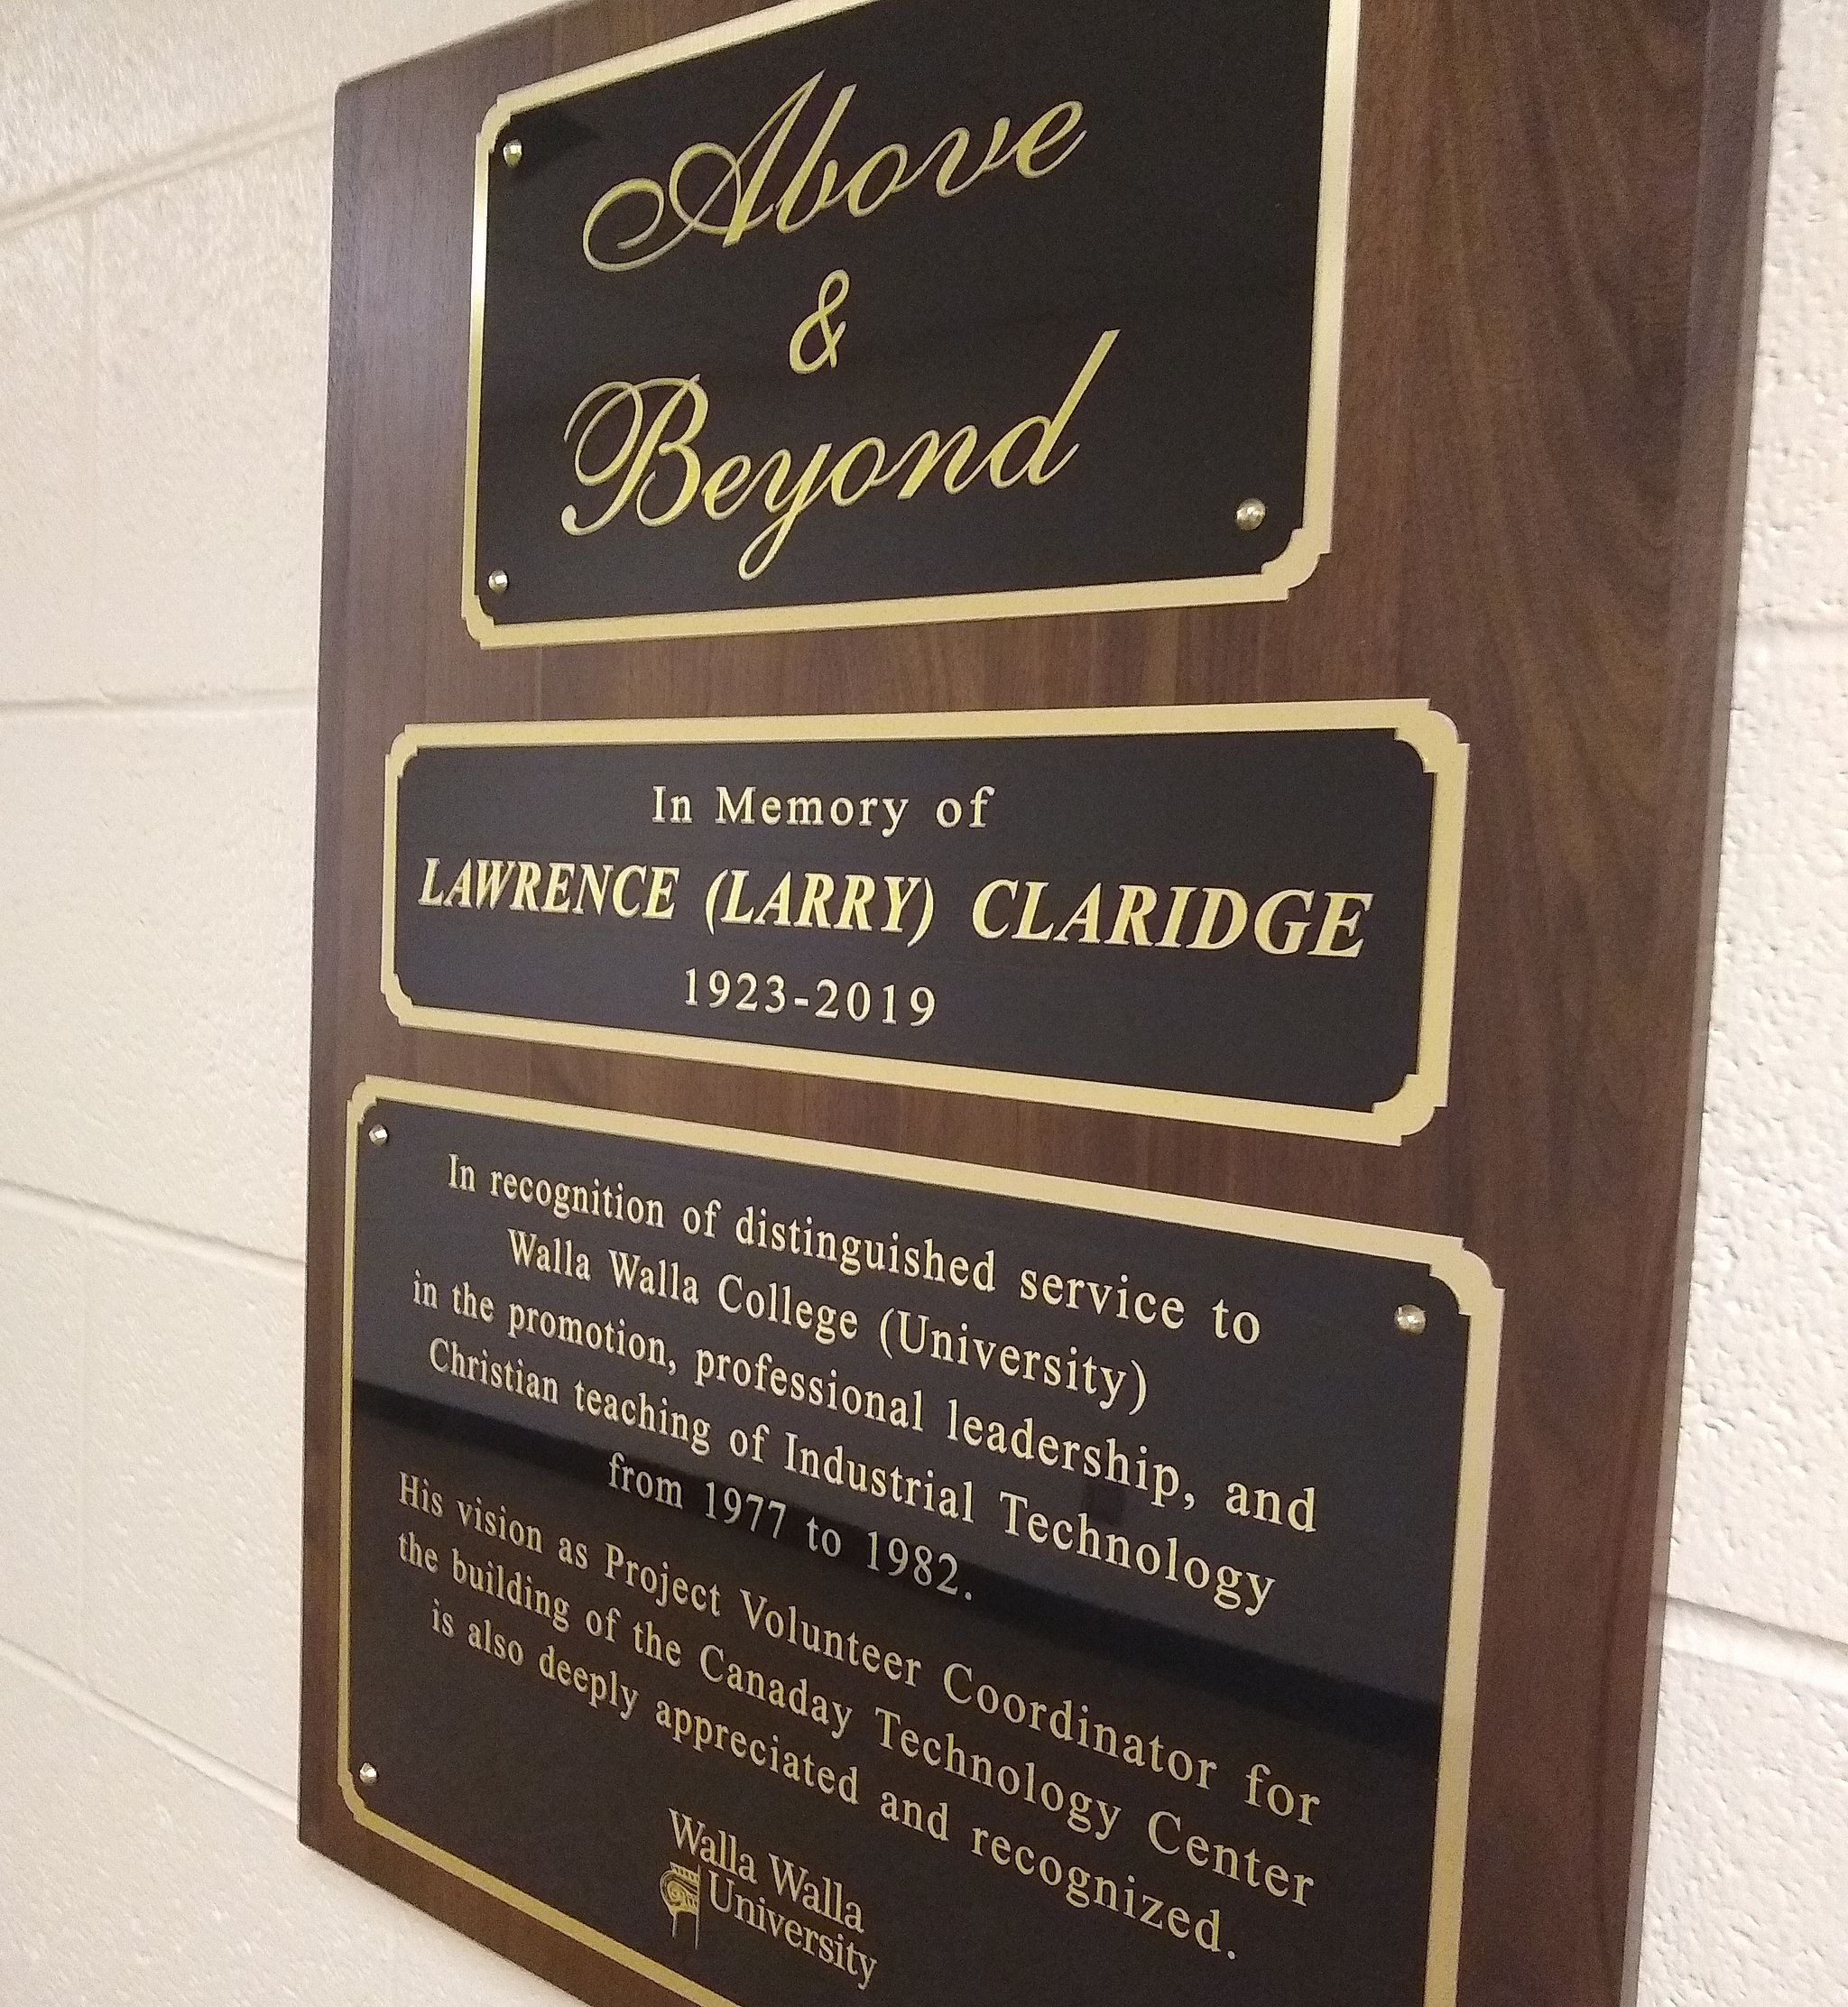 Above
&
Beyond
In Memory of
LAWRENCE (LARRY) CLARIDGE
1923-2019
In recognition of distinguished service to
Walla Walla College (University)
in the promotion, professional leadership, and
Christian teaching of Industrial Technology
from 1977 to 1982.
His vision as Project Volunteer Coordinator for
the building of the Canaday Technology Center
is also deeply appreciated and recognized.
Walla Walla
University